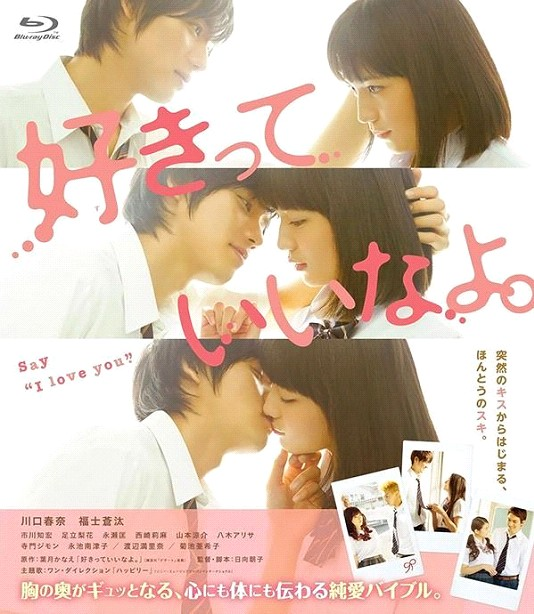 Blu-ray Disc
好きって
いいなよ。
Say
"I love you"
突然のキスからはじまる、
ほんとうのスキ。
川口春奈 福士蒼汰
市川知宏 足立梨花 永瀬匡 西崎莉麻 山本涼介 八木アリサ
寺門ジモン 永池南津子／渡辺満里奈／菊池亜希子
原作：葉月かなえ「好きっていいなよ。」 監督・脚本：日向朝子
主題歌：ワン・ダイレクション「ハッピリー」
胸の奥がギュッとなる、心にも体にも伝わる純愛バイブル。